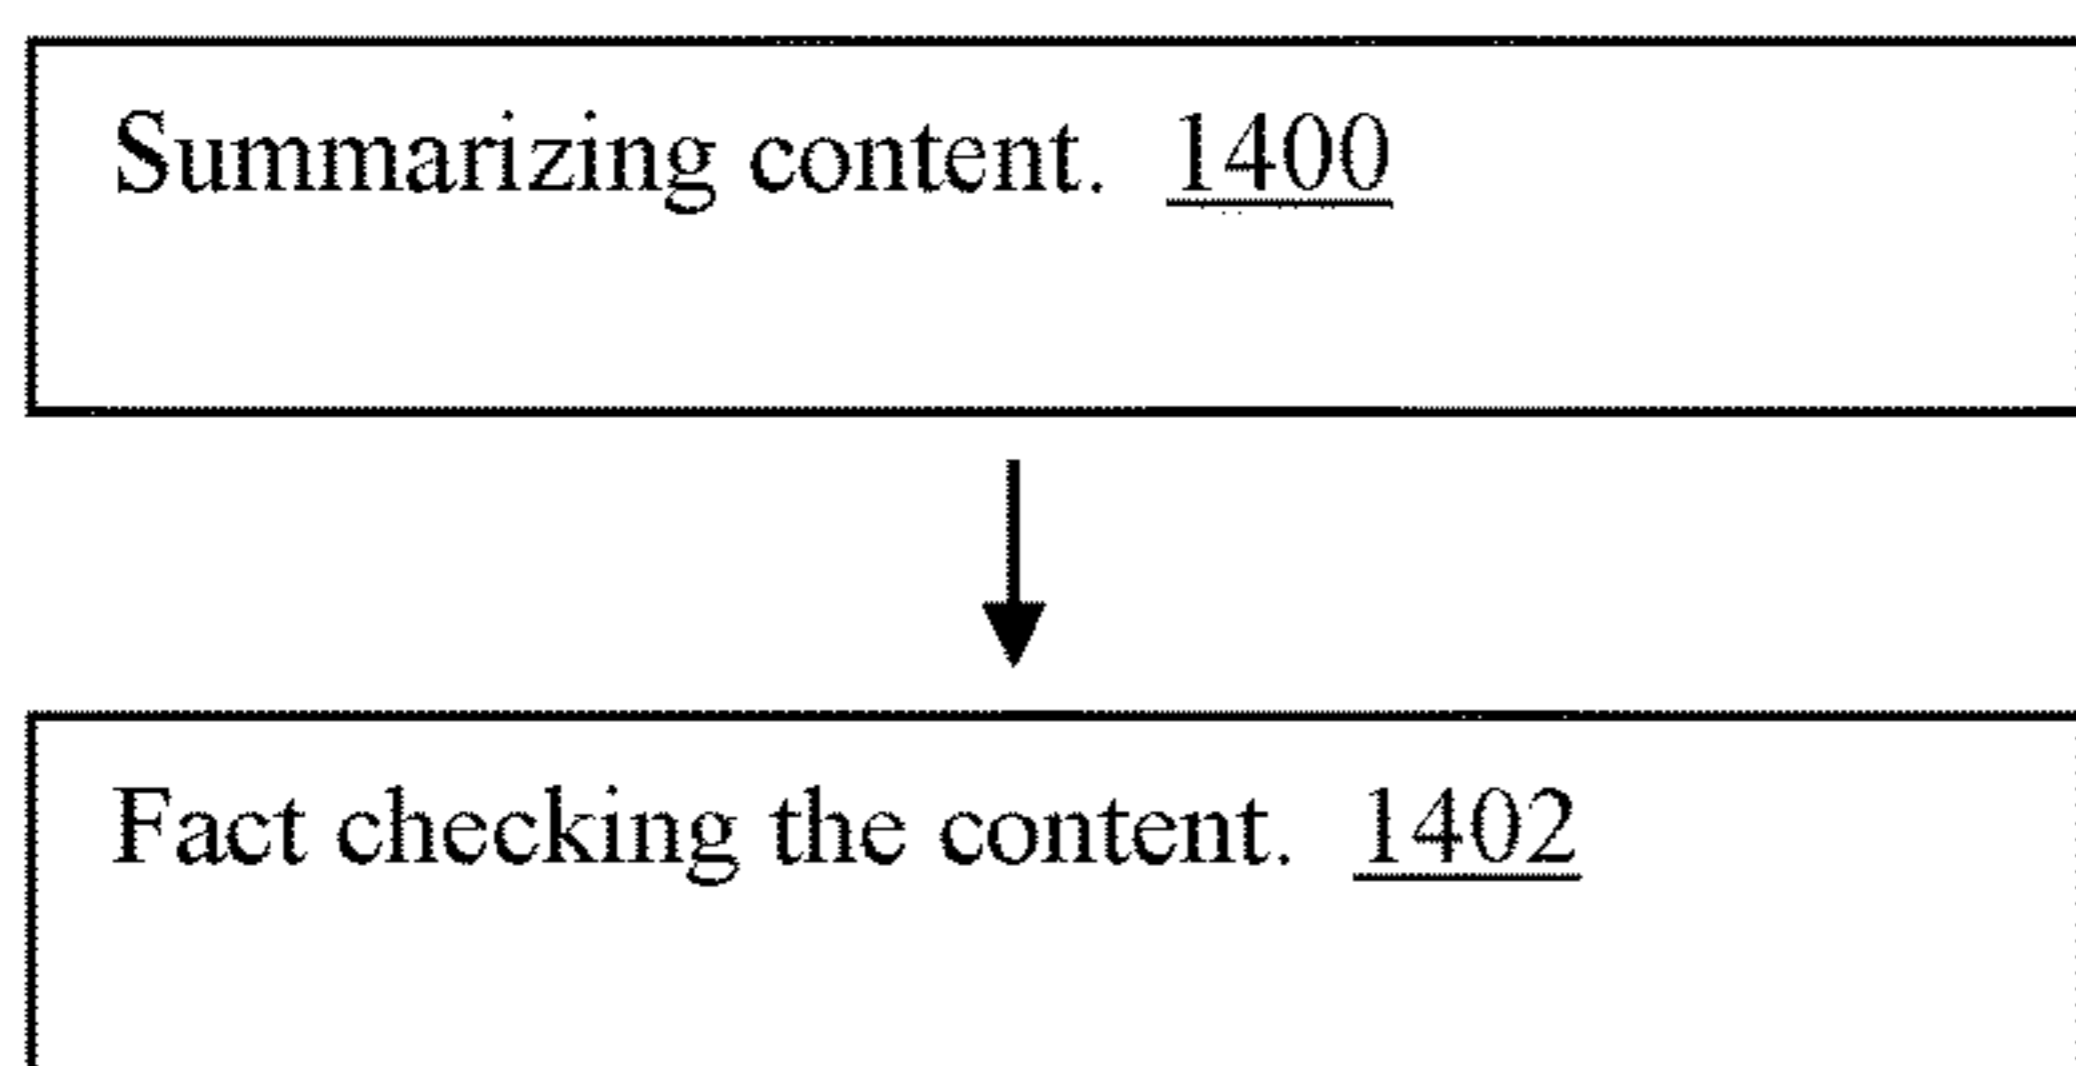 Summarizing content. 1400
Fact checking the content. 1402